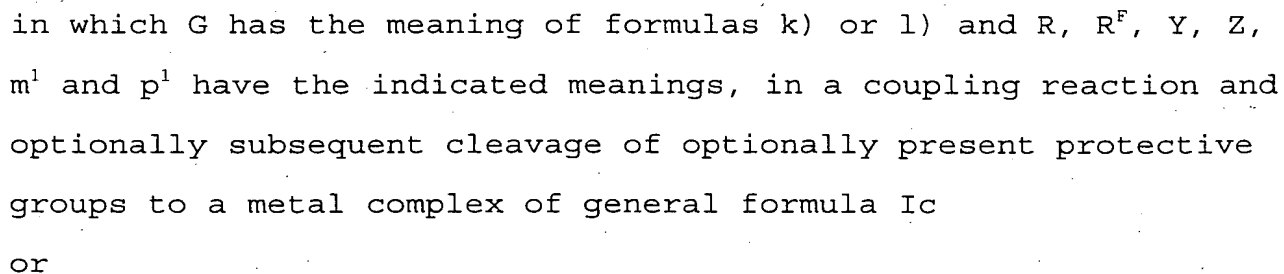 in which G has the meaning of formulas k) or l) and R, R^F, Y, Z,
m^1 and p^1 have the indicated meanings, in a coupling reaction and
optionally subsequent cleavage of optionally present protective
groups to a metal complex of general formula Ic
or